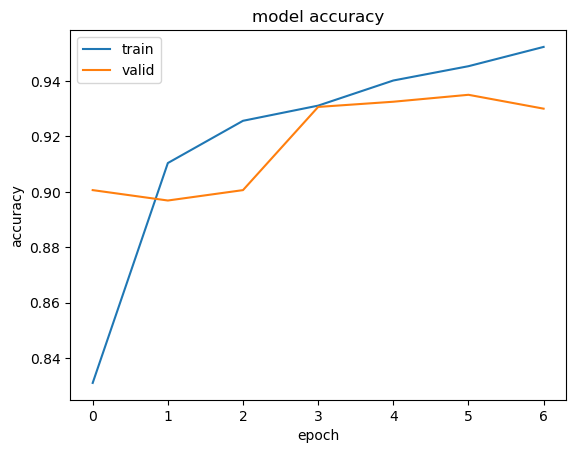 model accuracy
train
valid
accuracy
0.94
0.92
0.90
0.88
0.86
0.84
0 1 2 3 4 5 6
epoch